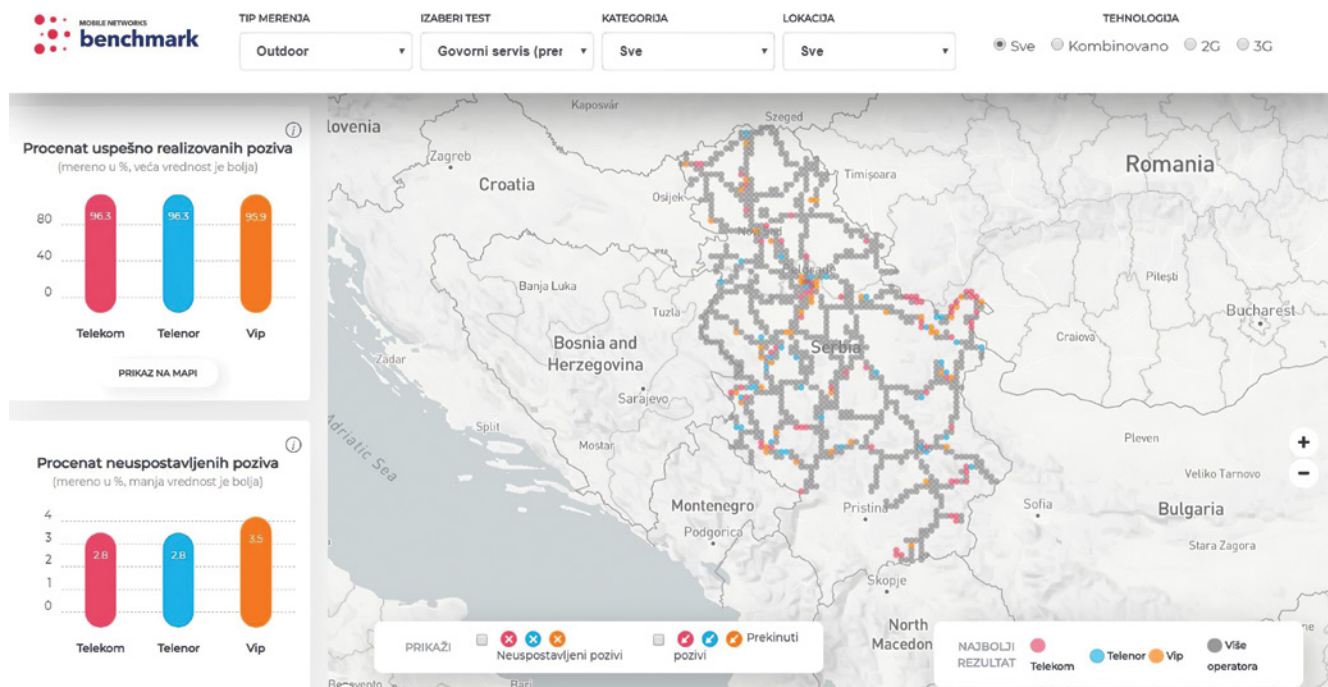 MOBILE NETWORKS
benchmark
TIP MERENJA
Outdoor
IZABERI TEST
Govorni servis (prer
KATEGORIJA
Sve
LOKACIJA
Sve
TEHNOLOGIJA
Sve
Kombinovano
2G
3G
Procenat uspešno realizovanih poziva
(mereno u %, veća vrednost je bolja)
80
40
0
96.3
96.3
95.9
Telekom
Telenor
Vip
PRIKAZ NA MAPI
Procenat neuspostavljenih poziva
(mereno u %, manja vrednost je bolja)
4
3
2
1
0
2.8
2.8
3.5
Telekom
Telenor
Vip
lovenia
Kaposvár
Szeged
Zagreb
Croatia
Osijek
Timișoara
Romania
Banja Luka
Tuzla
Pitești
Bucharest
Craiova
Bosnia and
Herzegovina
Serbia
Zadar
Sarajevo
Split
Mostar
Adriatic Sea
Pleven
Veliko Tarnovo
Montenegro
Podgorica
Pristina
Sofia
Bulgaria
Stara Zagora
Skopje
North
Macedon
Bari
+
−
PRIKAŽI
Neuspostavljeni pozivi
Prekinuti
pozivi
NAJBOLJI
REZULTAT
Telekom
Telenor
Vip
Više
operatora